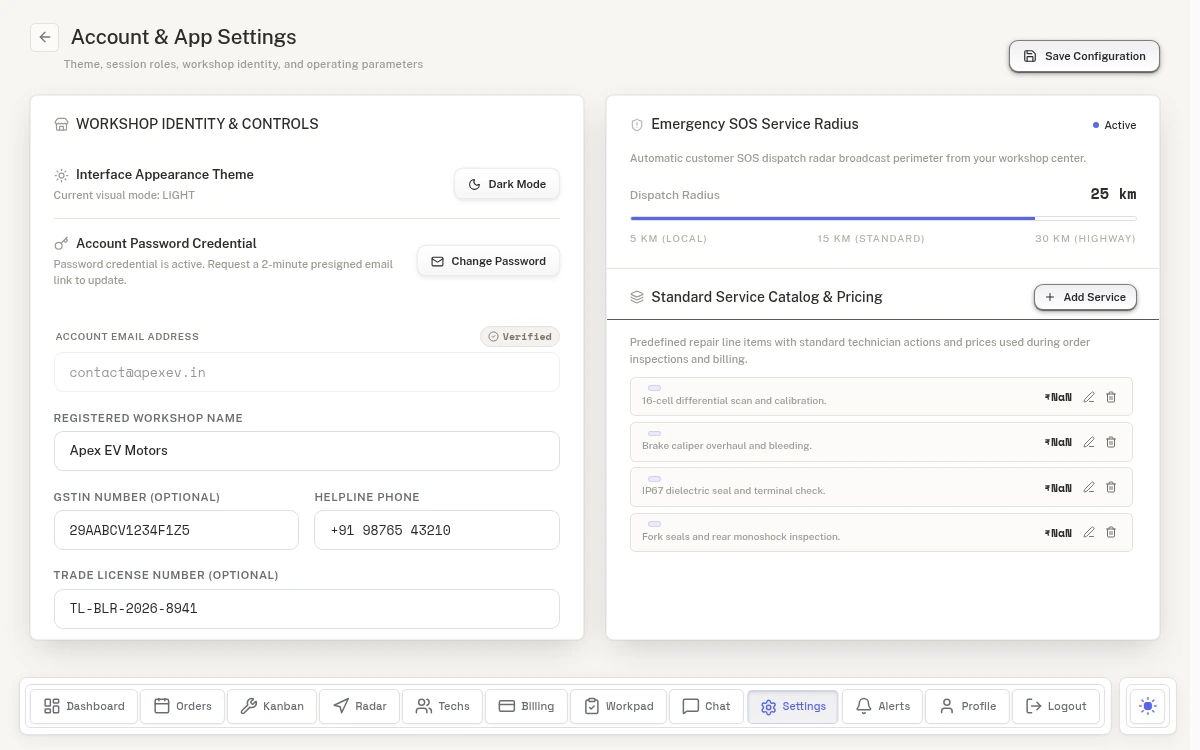 Account & App Settings
Theme, session roles, workshop identity, and operating parameters
Save Configuration
WORKSHOP IDENTITY & CONTROLS
Interface Appearance Theme
Current visual mode: LIGHT
Dark Mode
Account Password Credential
Password credential is active. Request a 2-minute presigned email
link to update.
Change Password
ACCOUNT EMAIL ADDRESS
Verified
contact@apexev.in
REGISTERED WORKSHOP NAME
Apex EV Motors
GSTIN NUMBER (OPTIONAL)
HELPLINE PHONE
29AABCV1234F1Z5
+91 98765 43210
TRADE LICENSE NUMBER (OPTIONAL)
TL-BLR-2026-8941
Emergency SOS Service Radius
Active
Automatic customer SOS dispatch radar broadcast perimeter from your workshop center.
Dispatch Radius
25 km
5 KM (LOCAL)
15 KM (STANDARD)
30 KM (HIGHWAY)
Standard Service Catalog & Pricing
+ Add Service
Predefined repair line items with standard technician actions and prices used during order
inspections and billing.
16-cell differential scan and calibration.
₹NaN
Brake caliper overhaul and bleeding.
₹NaN
IP67 dielectric seal and terminal check.
₹NaN
Fork seals and rear monoshock inspection.
₹NaN
Dashboard
Orders
Kanban
Radar
Techs
Billing
Workpad
Chat
Settings
Alerts
Profile
Logout